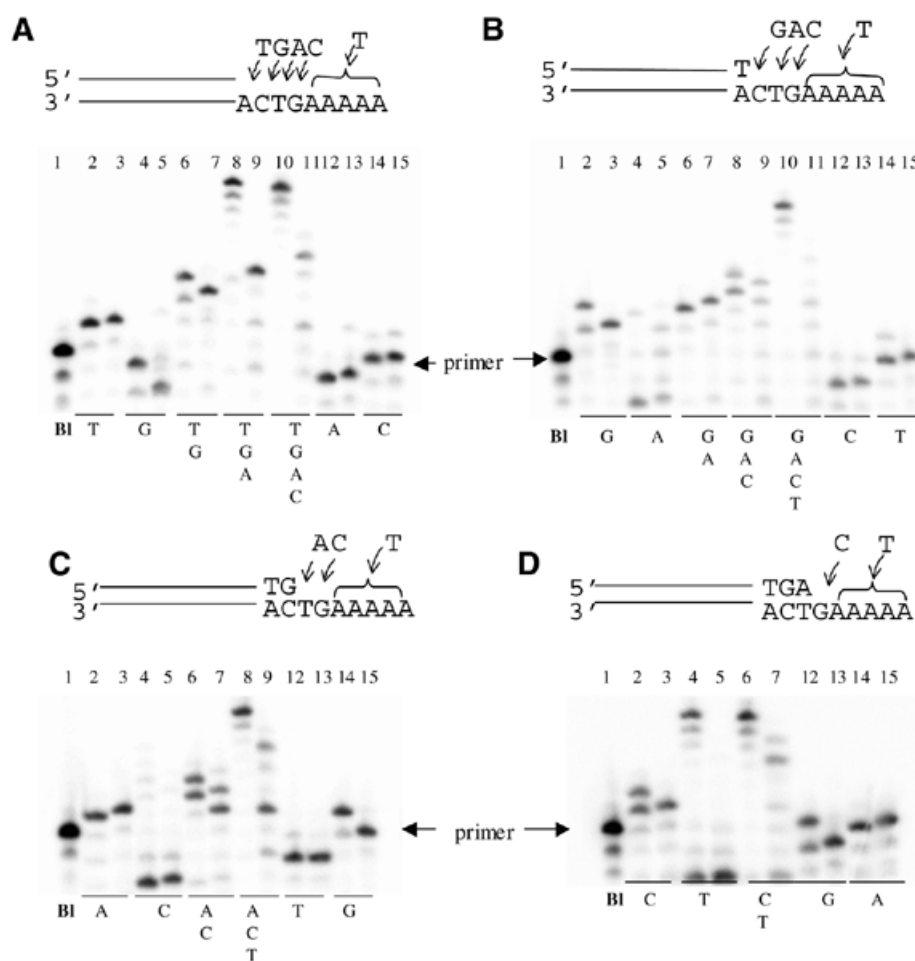 A
TGAC T
5'
3' ACTGAAAAA
1 2 3 4 5 6 7 8 9 10 11 12 13 14 15
Bl T G T T T A C
G G G
A A
C
B
GAC T
5' T
3' ACTGAAAAA
1 2 3 4 5 6 7 8 9 10 11 12 13 14 15
Bl G A G G G C T
A A A
C C
T
primer
C
AC T
5' TG
3' ACTGAAAAA
1 2 3 4 5 6 7 8 9 12 13 14 15
Bl A C A A T G
C C
T
D
C T
5' TGA
3' ACTGAAAAA
1 2 3 4 5 6 7 12 13 14 15
Bl C T C G A
T
primer